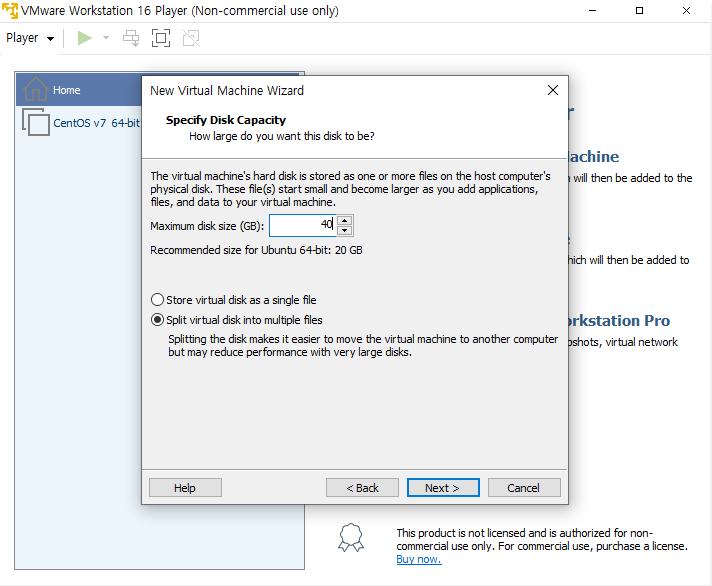 VMware Workstation 16 Player (Non-commercial use only)
Player
Home
CentOS v7 64-bit
New Virtual Machine Wizard
Specify Disk Capacity
How large do you want this disk to be?
The virtual machine's hard disk is stored as one or more files on the host computer's
physical disk. These file(s) start small and become larger as you add applications,
files, and data to your virtual machine.
Maximum disk size (GB): 40
Recommended size for Ubuntu 64-bit: 20 GB
Store virtual disk as a single file
Split virtual disk into multiple files
Splitting the disk makes it easier to move the virtual machine to another computer
but may reduce performance with very large disks.
Help
< Back
Next >
Cancel
will then be added to the
which will then be added to
Pro
virtual network
This product is not licensed and is authorized for non-
commercial use only. For commercial use, purchase a license.
Buy now.